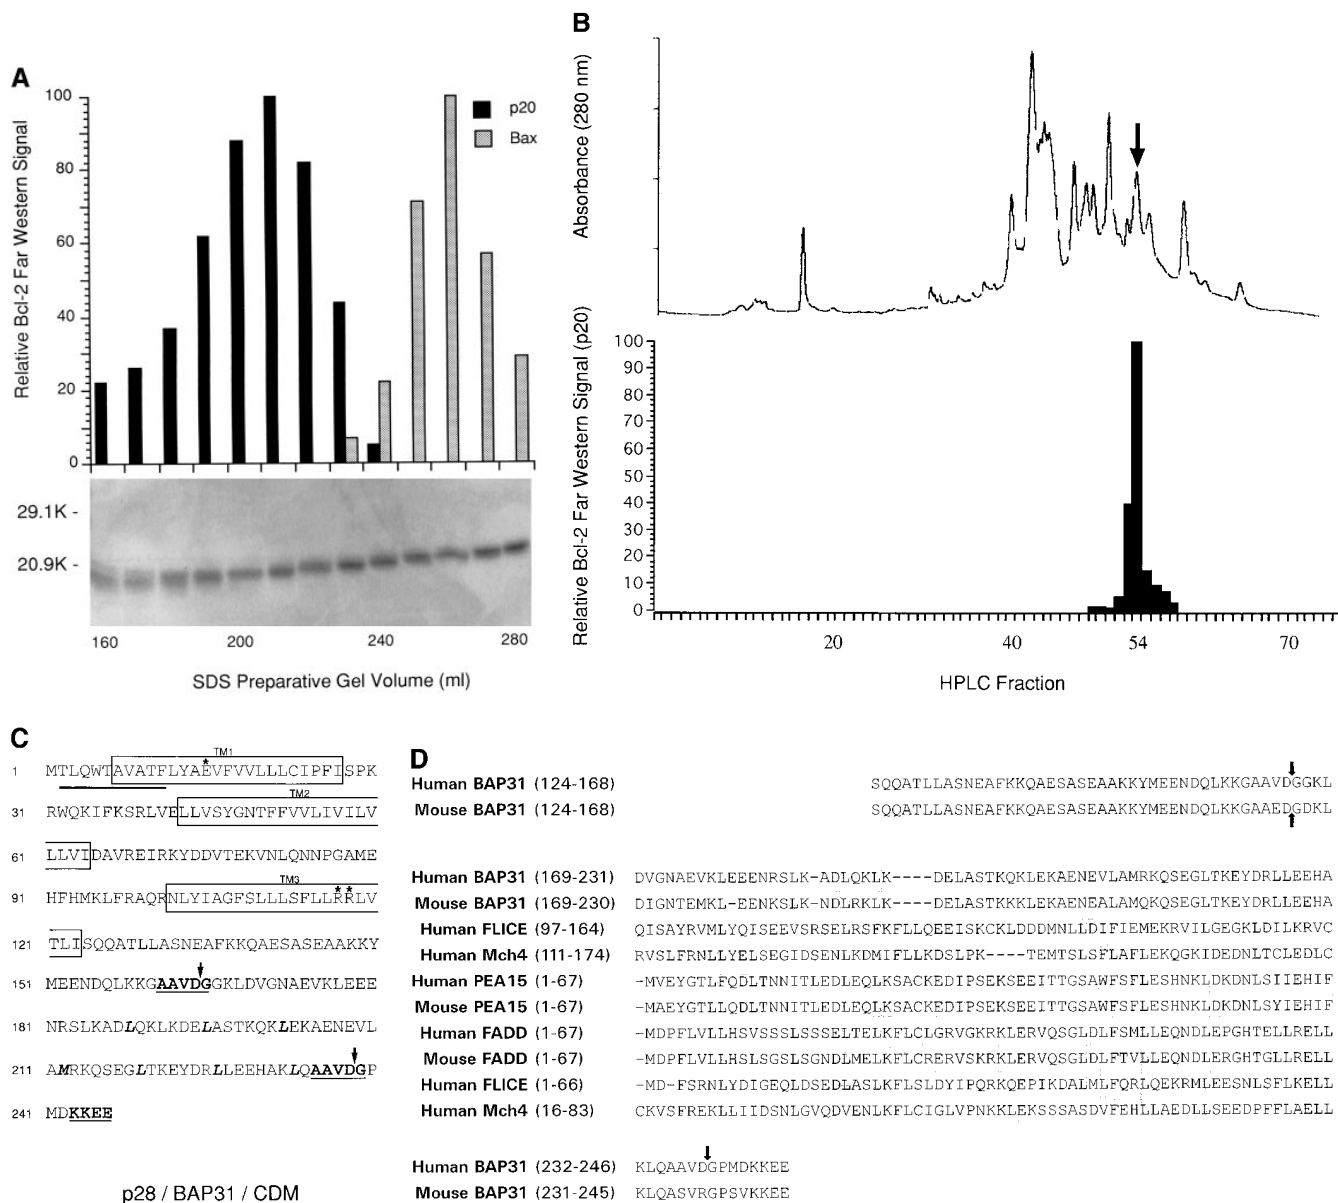 A
Relative Bcl-2 Far Western Signal
100
80
60
40
20
0
p20
Bax
29.1K -
20.9K -
160 200 240 280
SDS Preparative Gel Volume (ml)
B
Absorbance (280 nm)
Relative Bcl-2 Far Western Signal (p20)
100
90
80
70
60
50
40
30
20
10
0
20 40 54 70
HPLC Fraction
C
TM1
*
1 MTLQWTAVATFLYAEVFVVLLLCIPFISPK
TM2
31 RWQKIFKSRLVELLVSYGNTFFVVLIVILV
61 LLVIDAVREIRKYDDVTEKVNLQNNPGAME
TM3
* *
91 HFHMKLFRAQRNLYIAGFSLLLSFLLRRLV
121 TLISQQATLLASNEAFKKQAESASEAAKKY
151 MEENDQLKKGAAVDGGKLDVGNAEVKLEEE
181 NRSLKADLQKLKDELASTKQKLEKAENEVL
211 AMRKQSEGLTKEYDRLLEEHAKLQAAVDGP
241 MDKKEE
p28 / BAP31 / CDM
D
Human BAP31 (124-168) SQQATLLASNEAFKKQAESASEAAKKYMEENDQLKKGAAVDGGKL
Mouse BAP31 (124-168) SQQATLLASNEAFKKQAESASEAAKKYMEENDQLKKGAAEDGDKL
Human BAP31 (169-231) DVGNAEVKLEEENRSLK-ADLQKLK----DELASTKQKLEKAENEVLAMRKQSEGLTKEYDRLLEEHA
Mouse BAP31 (169-230) DIGNTEMKL-EENKSLK-NDLRKLK----DELASTKKKLEKAENEALAMQKQSEGLTKEYDRLLEEHA
Human FLICE (97-164) QISAYRVMLYQISEEVSRSELRSFKFLLQEEISKCKLDDDMNLLDIFIEMEKRVILGEGKLDILKRVC
Human Mch4 (111-174) RVSLFRNLLYELSEGIDSENLKDMIFLLKDSLPK----TEMTSLSFLAFLEKQGKIDEDNLTCLEDLC
Human PEA15 (1-67) -MVEYGTLFQDLTNNITLEDLEQLKSACKEDIPSEKSEEITTGSAWFSFLESHNKLDKDNLSYIEHIF
Mouse PEA15 (1-67) -MAEYGTLLQDLTNNITLEDLEQLKSACKEDIPSEKSEEITTGSAWFSFLESHNKLDKDNLSYIEHIF
Human FADD (1-67) -MDPFLVLLHSVSSSLSSSELTELKFLCLGRVGKRKLERVQSGLDLFSMLLEQNDLEPGHTELLRELL
Mouse FADD (1-67) -MDPFLVLLHSLSGSLSGNDLMELKFLCRERVSKRKLERVQSGLDLFTVLLEQNDLERGHTGLLRELL
Human FLICE (1-66) -MD-FSRNLYDIGEQLDSEDLASLKFLSLDYIPQRKQEPIKDALMLFQRLQEKRMLEESNLSFLKELL
Human Mch4 (16-83) CKVSFREKLLIIDSNLGVQDVENLKFLCIGLVPNKKLEKSSSASDVFEHLLAEDLLSEEDPFFLAELL
Human BAP31 (232-246) KLQAAVDGPMDKKEE
Mouse BAP31 (231-245) KLQASVRGPSVKKEE